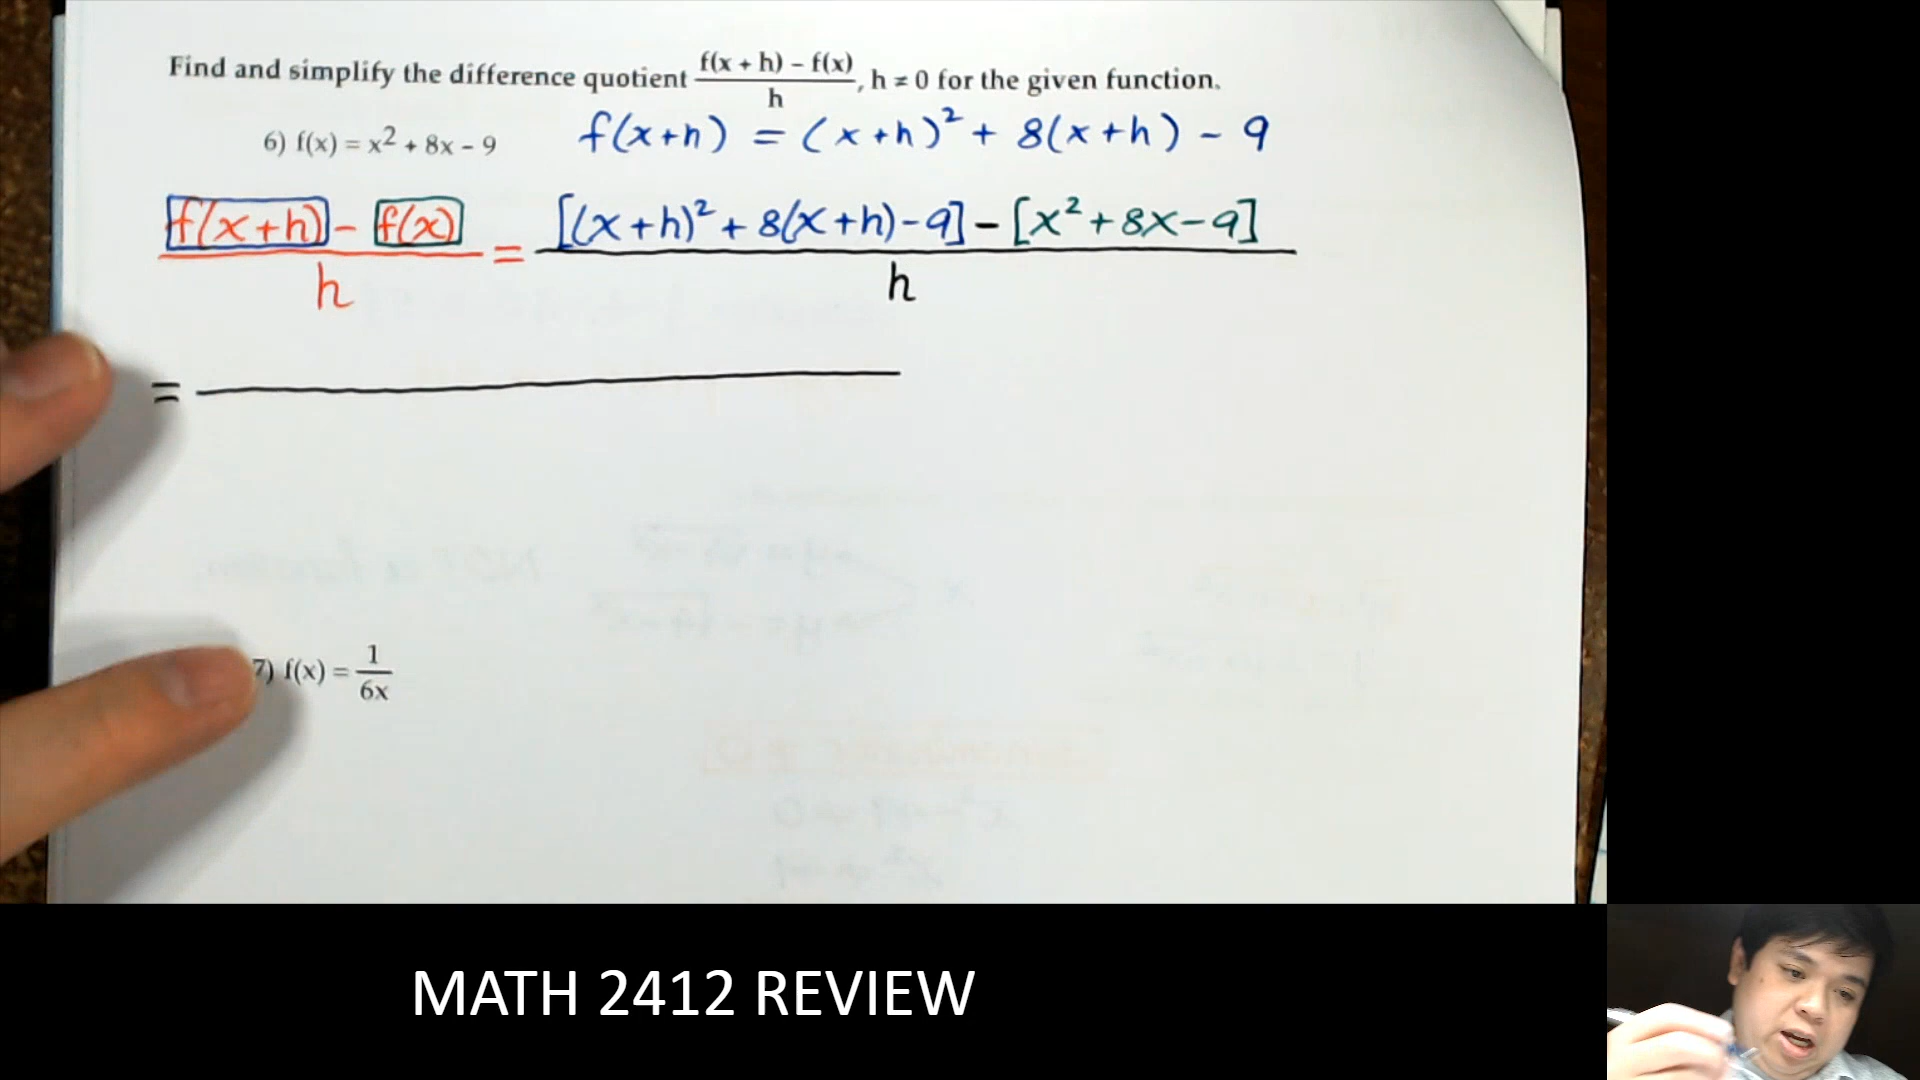 Find and simplify the difference quotient f(x + h) – f(x) / h, h ≠ 0 for the given function.
6) f(x) = x² + 8x – 9
f(x+h) = (x+h)² + 8(x+h) - 9
f(x+h) - f(x) / h = [(x+h)² + 8(x+h) - 9] - [x² + 8x - 9] / h
=
7) f(x) = 1 / 6x
MATH 2412 REVIEW